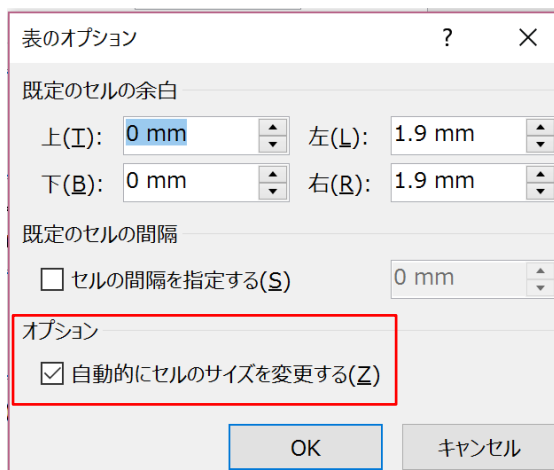 表のオプション ? ×
既定のセルの余白
上(T): 0 mm 左(L): 1.9 mm
下(B): 0 mm 右(R): 1.9 mm
既定のセルの間隔
セルの間隔を指定する(S) 0 mm
オプション
自動的にセルのサイズを変更する(Z)
OK キャンセル